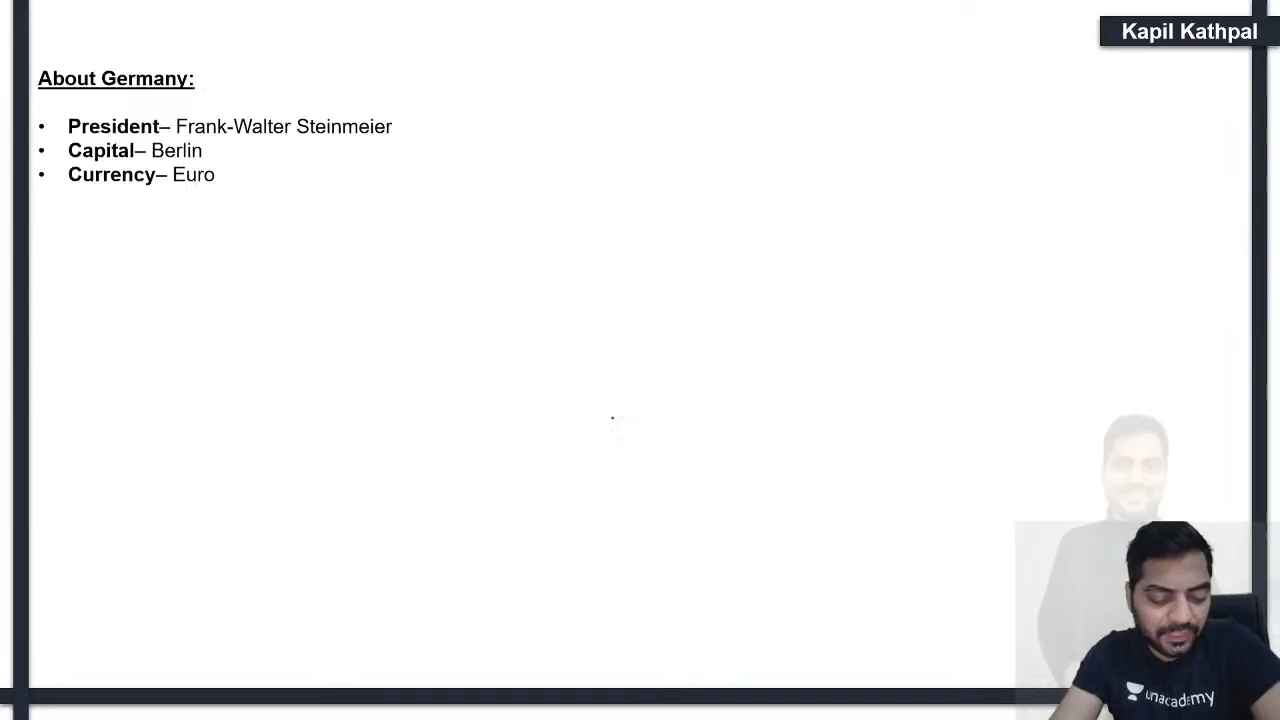 Kapil Kathpal
About Germany:
• President– Frank-Walter Steinmeier
• Capital– Berlin
• Currency– Euro
unacademy